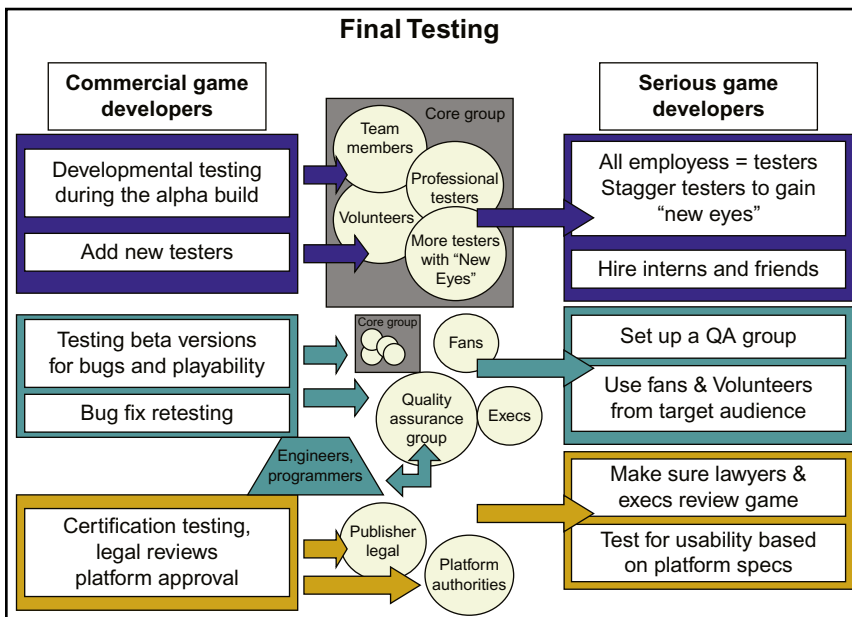 Final Testing
Commercial game
developers
Serious game
developers
Core group
Team
members
Professional
testers
Volunteers
More testers
with “New
Eyes”
Developmental testing
during the alpha build
Add new testers
All employess = testers
Stagger testers to gain
“new eyes”
Hire interns and friends
Testing beta versions
for bugs and playability
Bug fix retesting
Core group
Fans
Quality
assurance
group
Execs
Engineers,
programmers
Set up a QA group
Use fans & Volunteers
from target audience
Certification testing,
legal reviews
platform approval
Publisher
legal
Platform
authorities
Make sure lawyers &
execs review game
Test for usability based
on platform specs